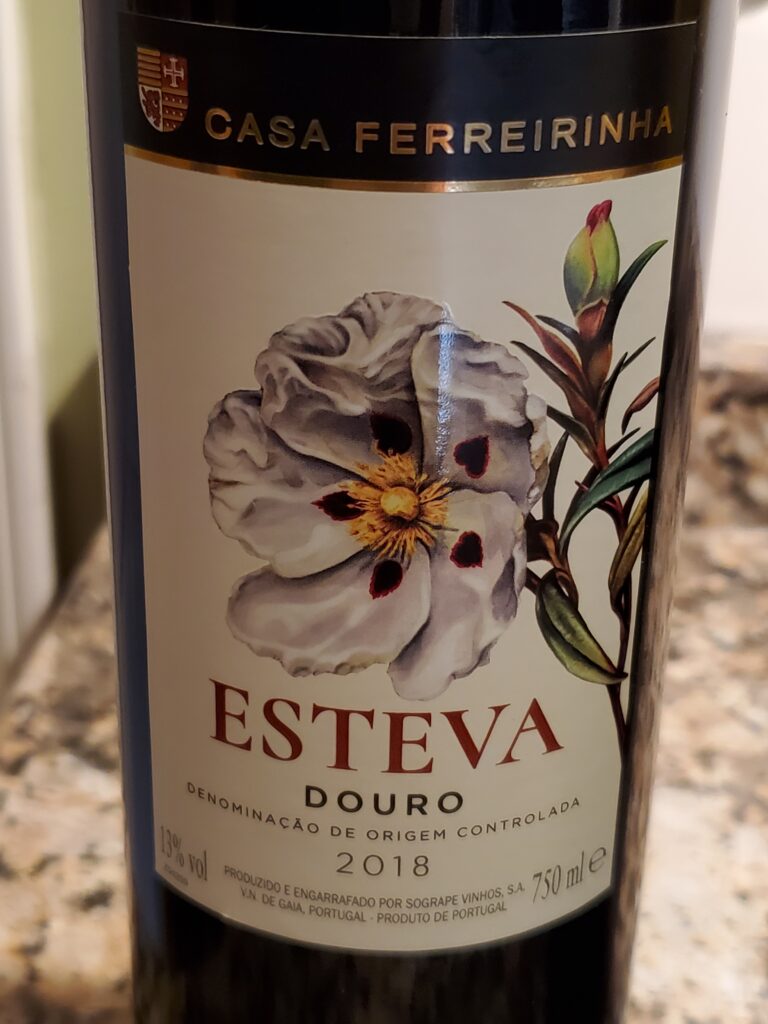 CASA FERREIRINHA
ESTEVA
DOURO
DENOMINAÇÃO DE ORIGEM CONTROLADA
2018
13% vol
PRODUZIDO E ENGARRAFADO POR SOGRAPE VINHOS, S.A.
V.N. DE GAIA, PORTUGAL - PRODUTO DE PORTUGAL
750 ml ℮